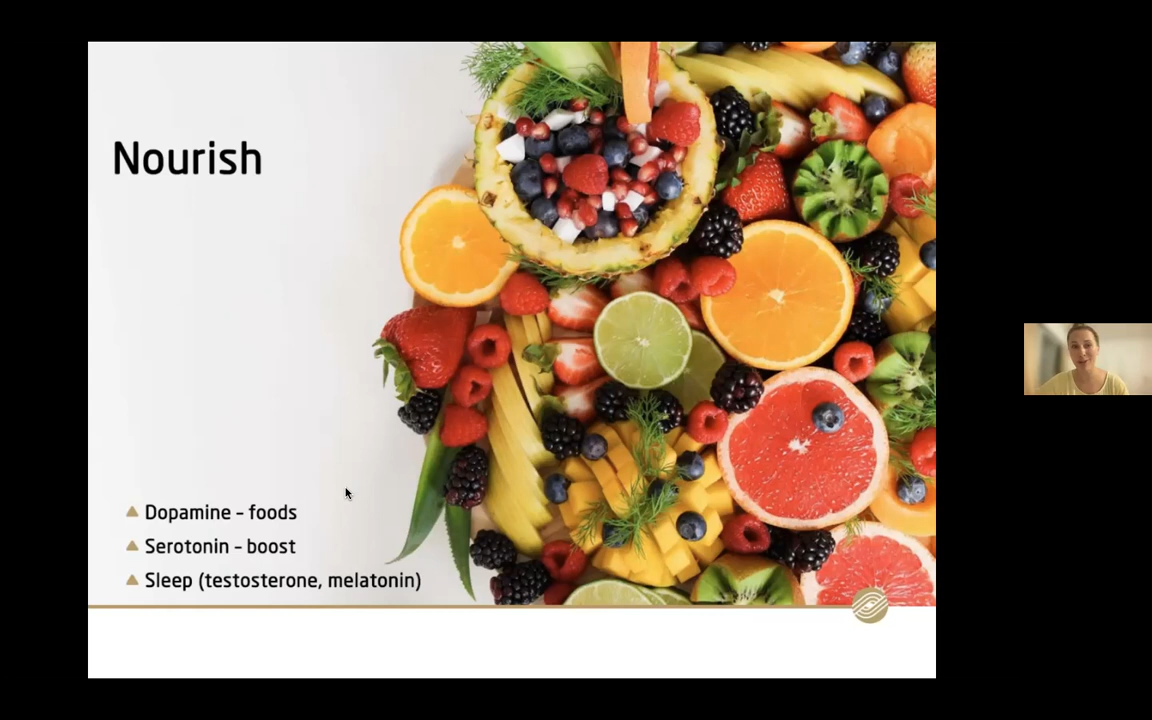 Nourish
Dopamine – foods
Serotonin – boost
Sleep (testosterone, melatonin)